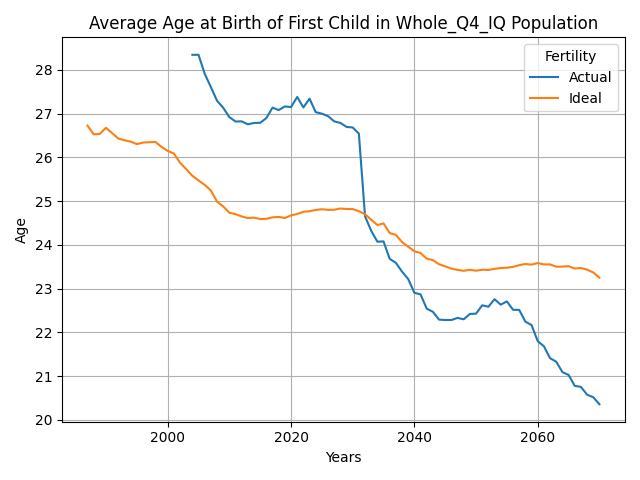 Average Age at Birth of First Child in Whole_Q4_IQ Population
Fertility
Actual
Ideal
28
27
26
25
24
23
22
21
20
Age
2000
2020
2040
2060
Years